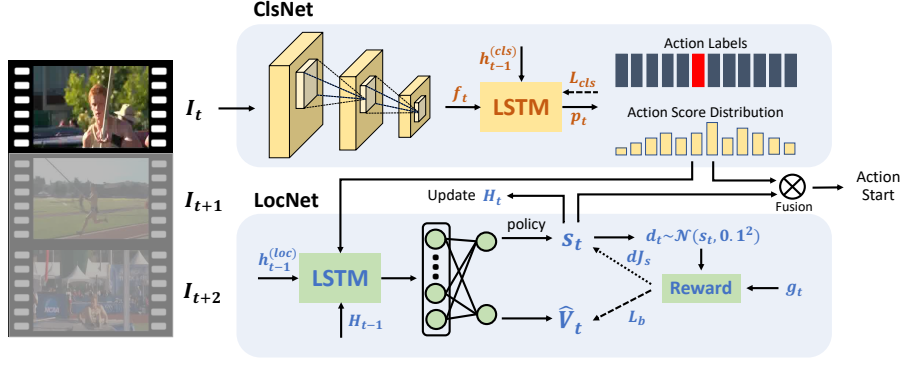 ClsNet
I_t
h_{t-1}^{(cls)}
f_t
LSTM
L_{cls}
p_t
Action Labels
Action Score Distribution
I_{t+1}
LocNet
Update H_t
Fusion
Action
Start
h_{t-1}^{(loc)}
LSTM
H_{t-1}
policy
s_t
d_t~𝒩(s_t, 0.1^2)
dJ_s
Reward
g_t
I_{t+2}
V̂_t
L_b